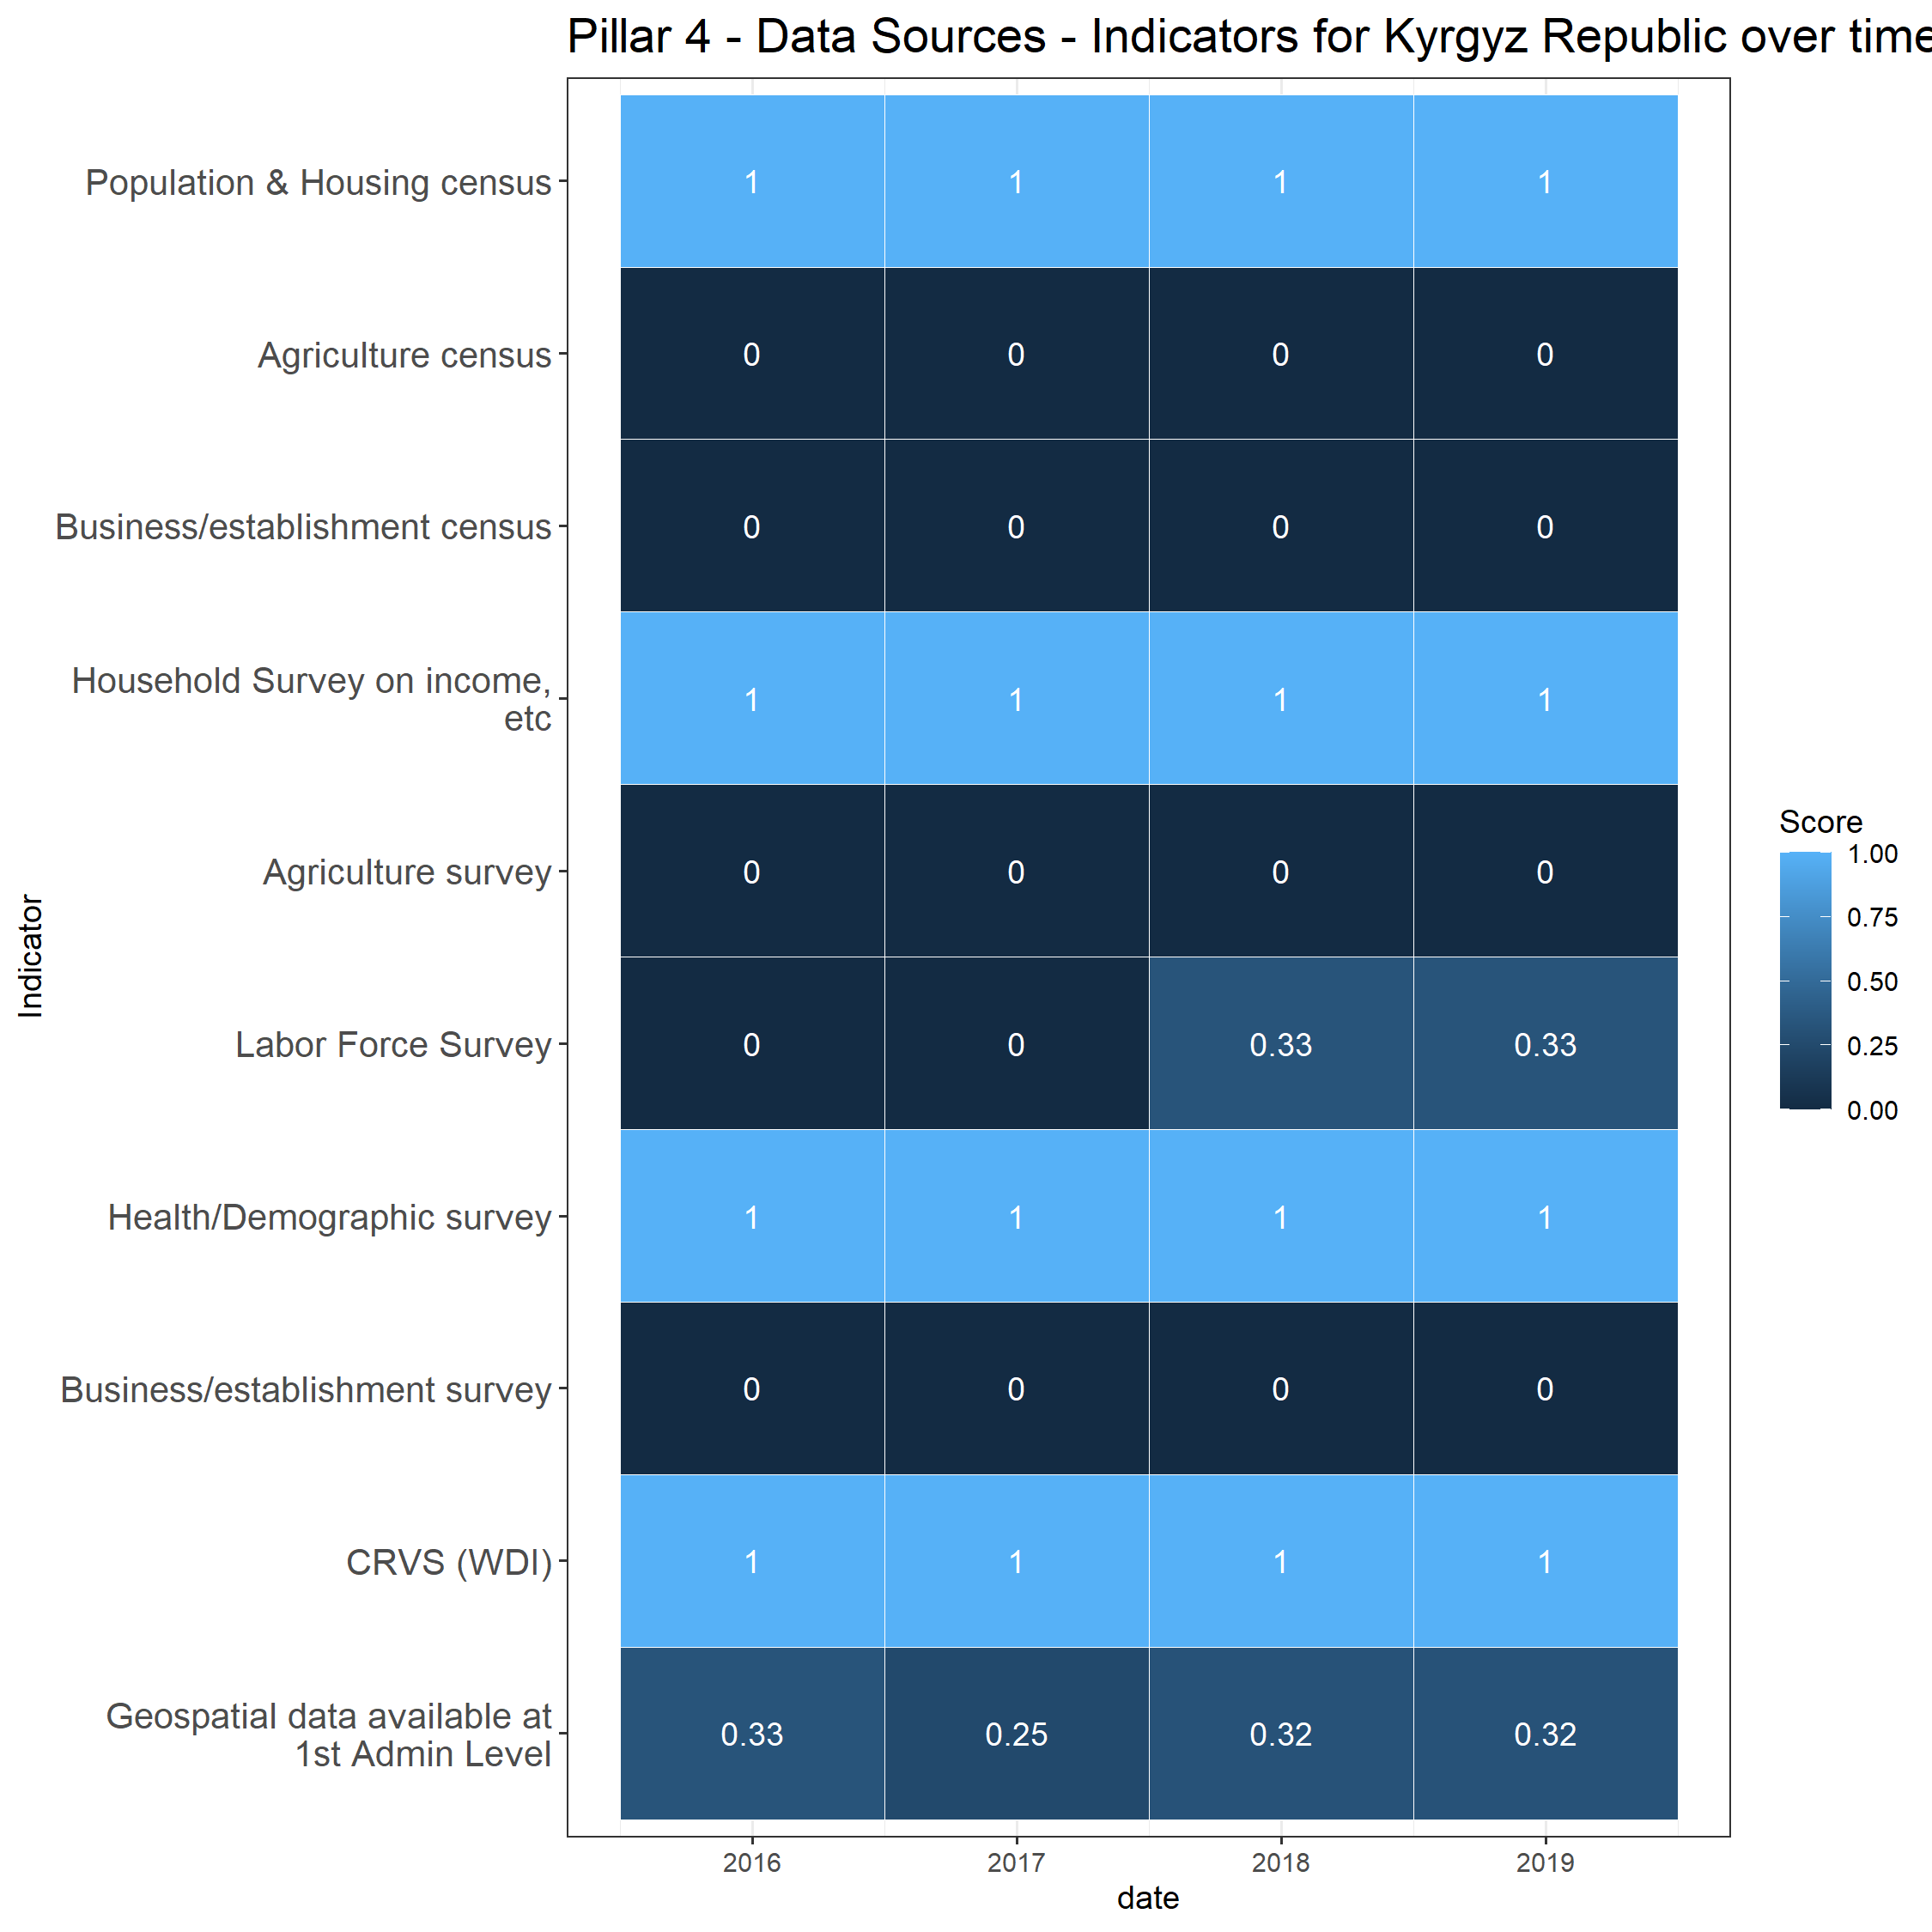 Pillar 4 - Data Sources - Indicators for Kyrgyz Republic over time
Population & Housing census
1 1 1 1
Agriculture census
0 0 0 0
Business/establishment census
0 0 0 0
Household Survey on income,
etc
1 1 1 1
Agriculture survey
0 0 0 0
Labor Force Survey
0 0 0.33 0.33
Health/Demographic survey
1 1 1 1
Business/establishment survey
0 0 0 0
CRVS (WDI)
1 1 1 1
Geospatial data available at
1st Admin Level
0.33 0.25 0.32 0.32
2016 2017 2018 2019
date
Indicator
Score
1.00
0.75
0.50
0.25
0.00